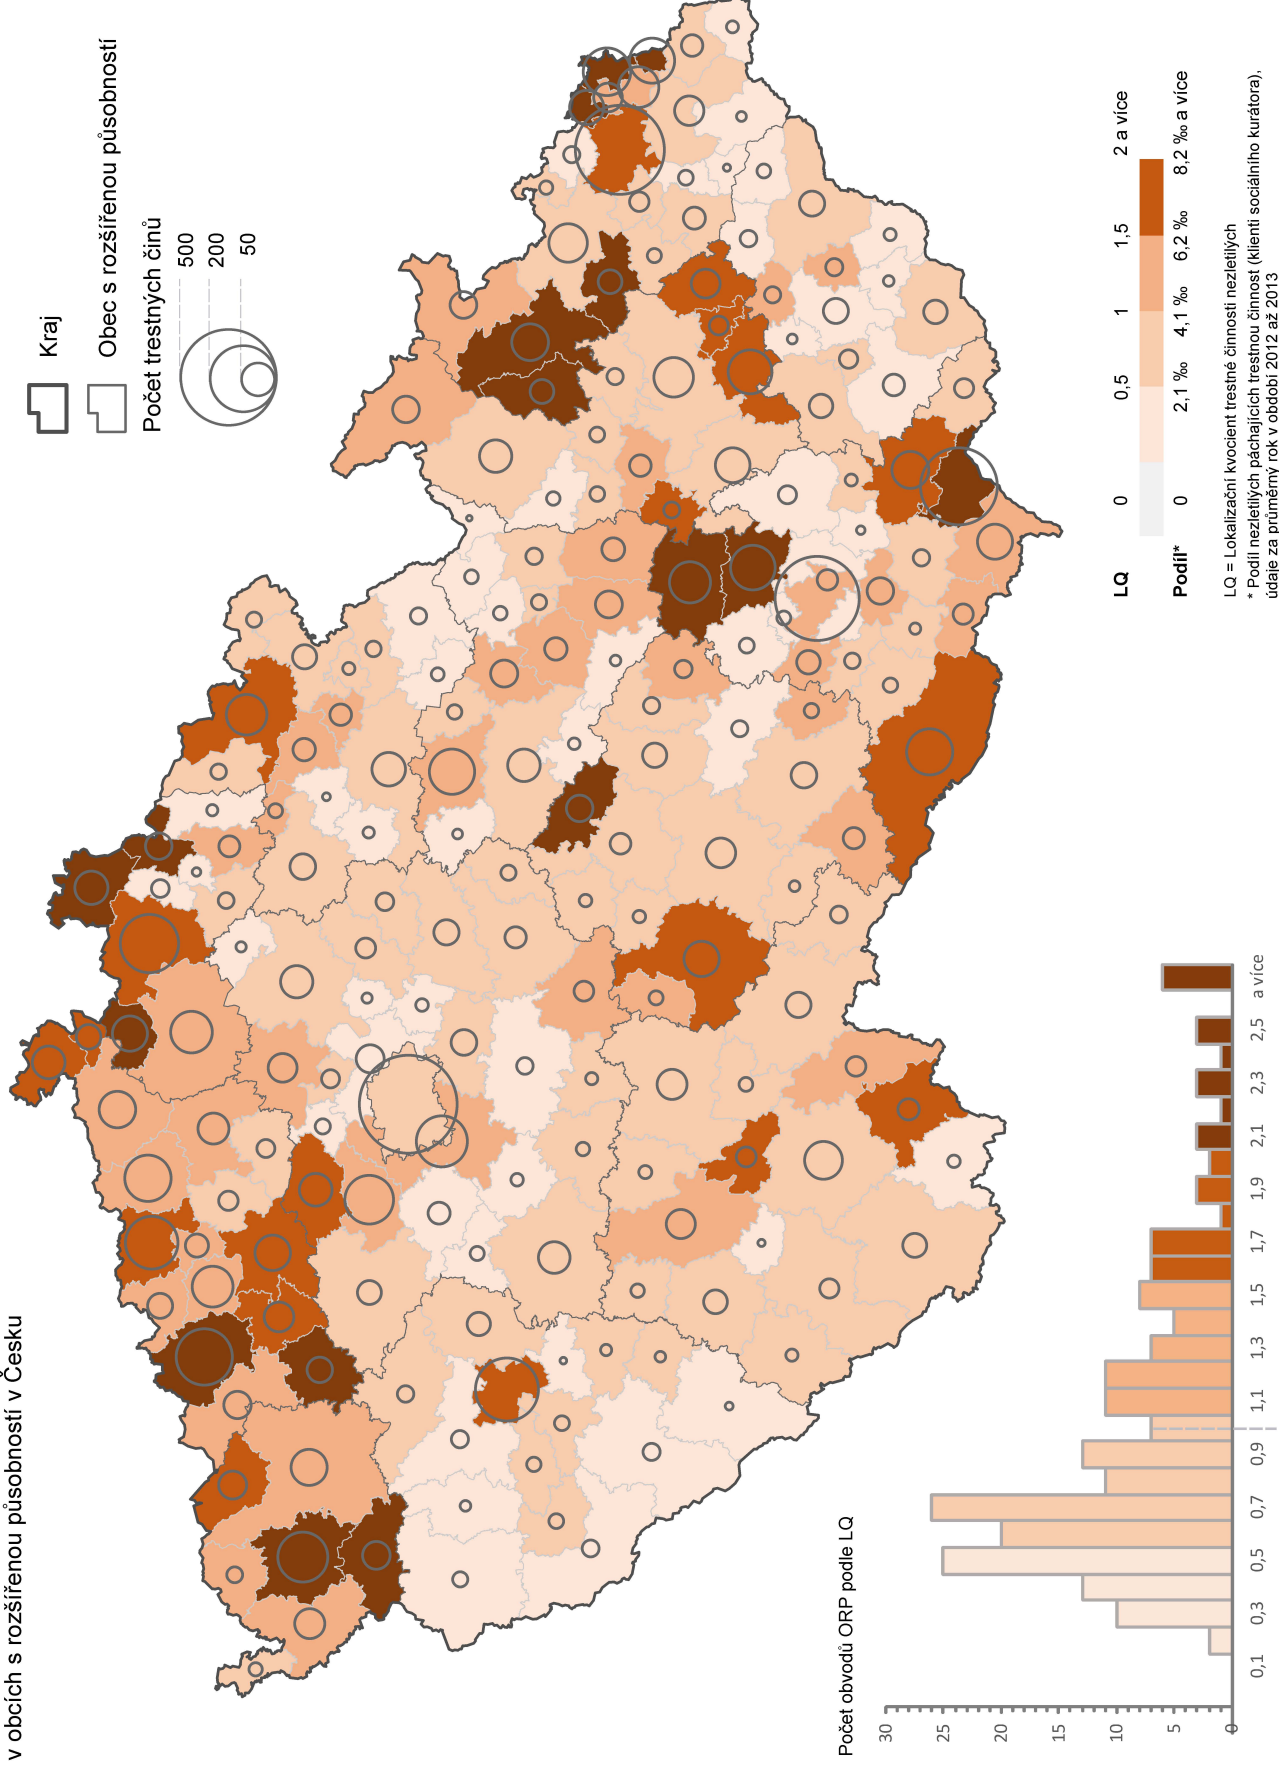 v obcích s rozšířenou působností v Česku
Kraj
Obec s rozšířenou působností
Počet trestných činů
500
200
50
LQ
0
0,5
1
1,5
2 a více
Podíl*
0
2,1 ‰
4,1 ‰
6,2 ‰
8,2 ‰ a více
LQ = Lokalizační kvocient trestné činnosti nezletilých
* Podíl nezletilých páchajících trestnou činnost (klienti sociálního kurátora),
údaje za průměrný rok v období 2012 až 2013
Počet obvodů ORP podle LQ
30
25
20
15
10
5
0
0,1
0,3
0,5
0,7
0,9
1,1
1,3
1,5
1,7
1,9
2,1
2,3
2,5
a více